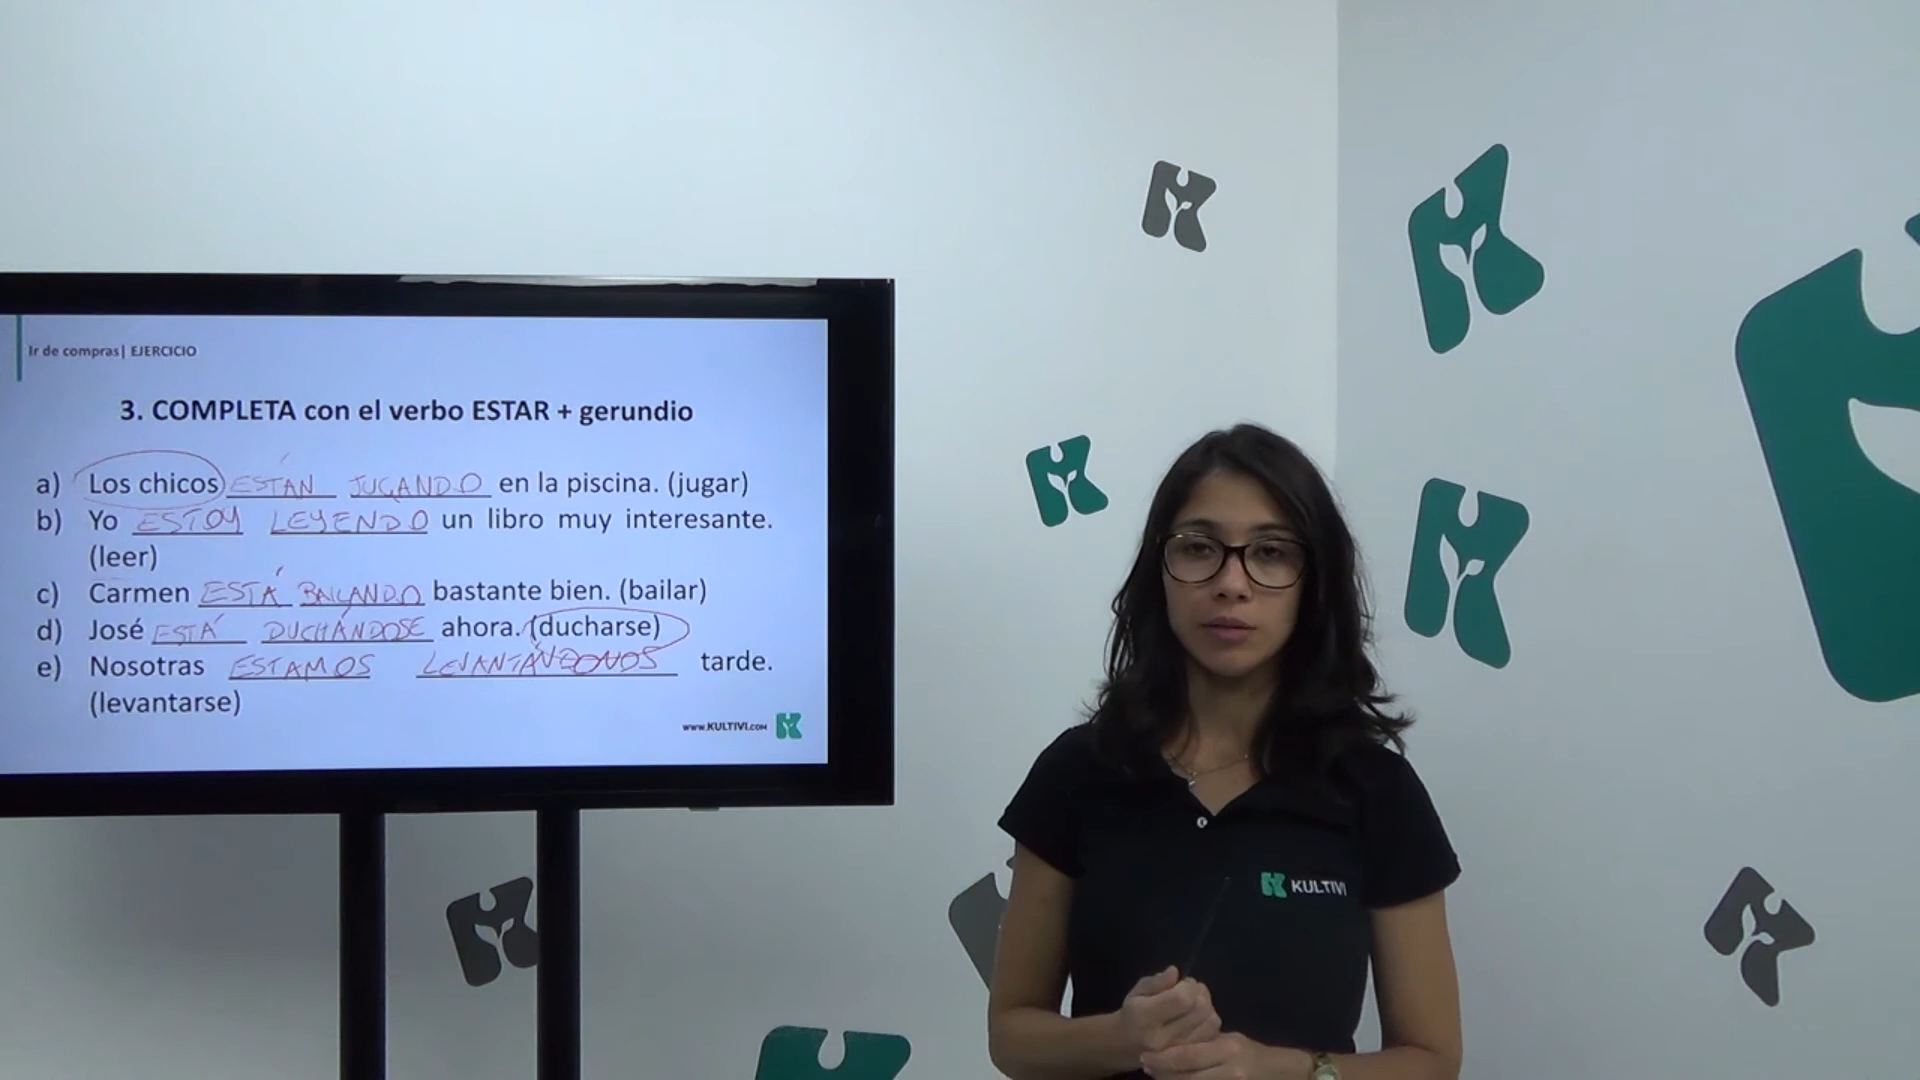 Ir de compras| EJERCICIO
3. COMPLETA con el verbo ESTAR + gerundio
a) Los chicos ESTÁN JUGANDO en la piscina. (jugar)
b) Yo ESTOY LEYENDO un libro muy interesante.
(leer)
c) Carmen ESTÁ BAILANDO bastante bien. (bailar)
d) José ESTÁ DUCHÁNDOSE ahora. (ducharse)
e) Nosotras ESTAMOS LEVANTÁNDONOS tarde.
(levantarse)
www.KULTIVI.COM
KULTIVI